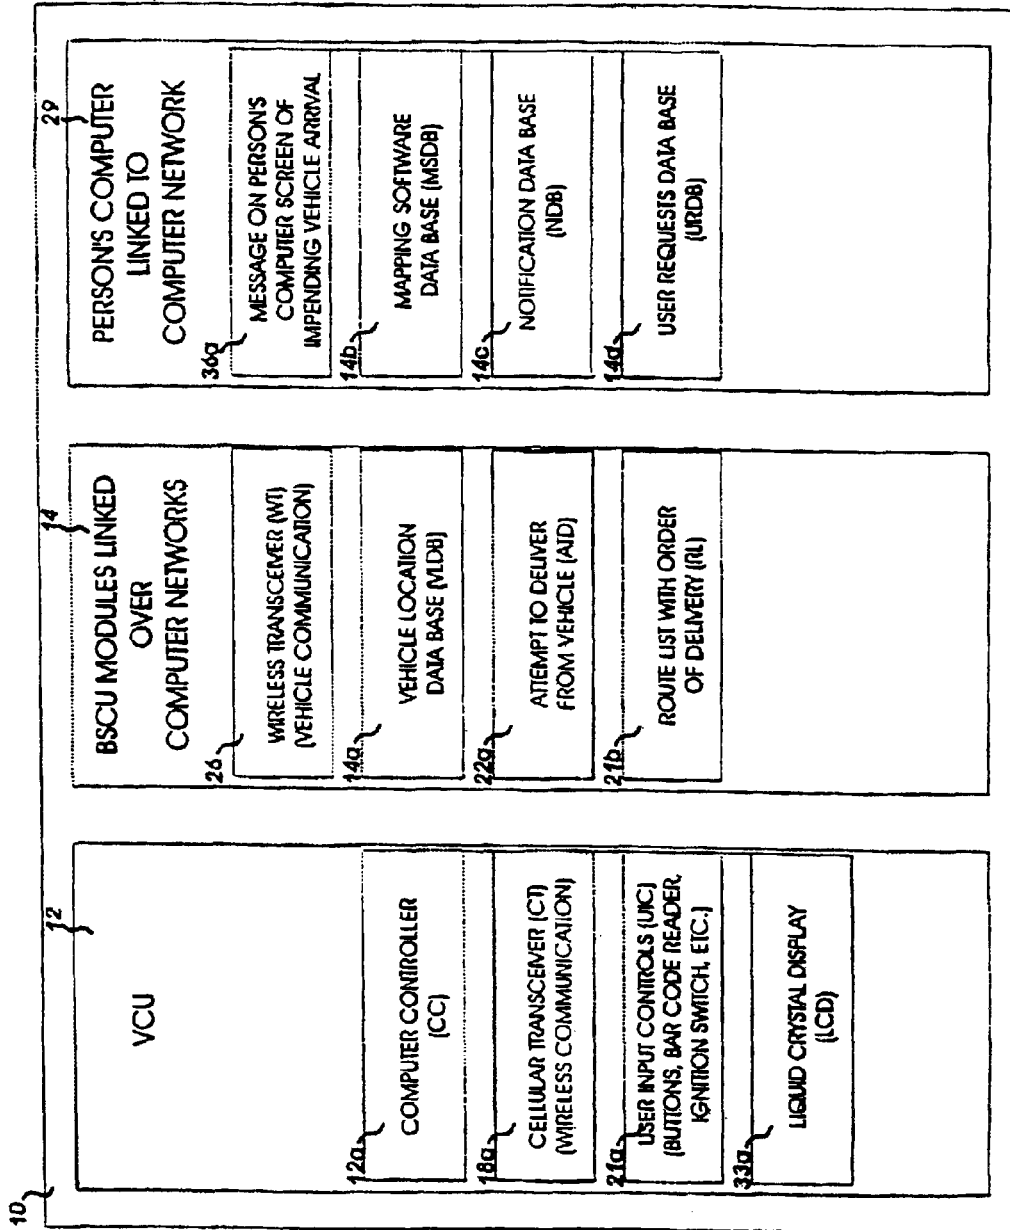 10
12
VCU
12a
COMPUTER CONTROLLER
(CC)
18a
CELLULAR TRANSCEIVER (CT)
(WIRELESS COMMUNICATION)
21a
USER INPUT CONTROLS (UIC)
(BUTTONS, BAR CODE READER,
IGNITION SWITCH, ETC.)
33a
LIQUID CRYSTAL DISPLAY
(LCD)
14
BSCU MODULES LINKED
OVER
COMPUTER NETWORKS
26
WIRELESS TRANSCEIVER (WT)
(VEHICLE COMMUNICATION)
14a
VEHICLE LOCATION
DATA BASE (VLDB)
22a
ATTEMPT TO DELIVER
FROM VEHICLE (ATD)
21b
ROUTE LIST WITH ORDER
OF DELIVERY (RL)
29
PERSON'S COMPUTER
LINKED TO
COMPUTER NETWORK
36a
MESSAGE ON PERSON'S
COMPUTER SCREEN OF
IMPENDING VEHICLE ARRIVAL
14b
MAPPING SOFTWARE
DATA BASE (MSDB)
14c
NOTIFICATION DATA BASE
(NDB)
14d
USER REQUESTS DATA BASE
(URDB)